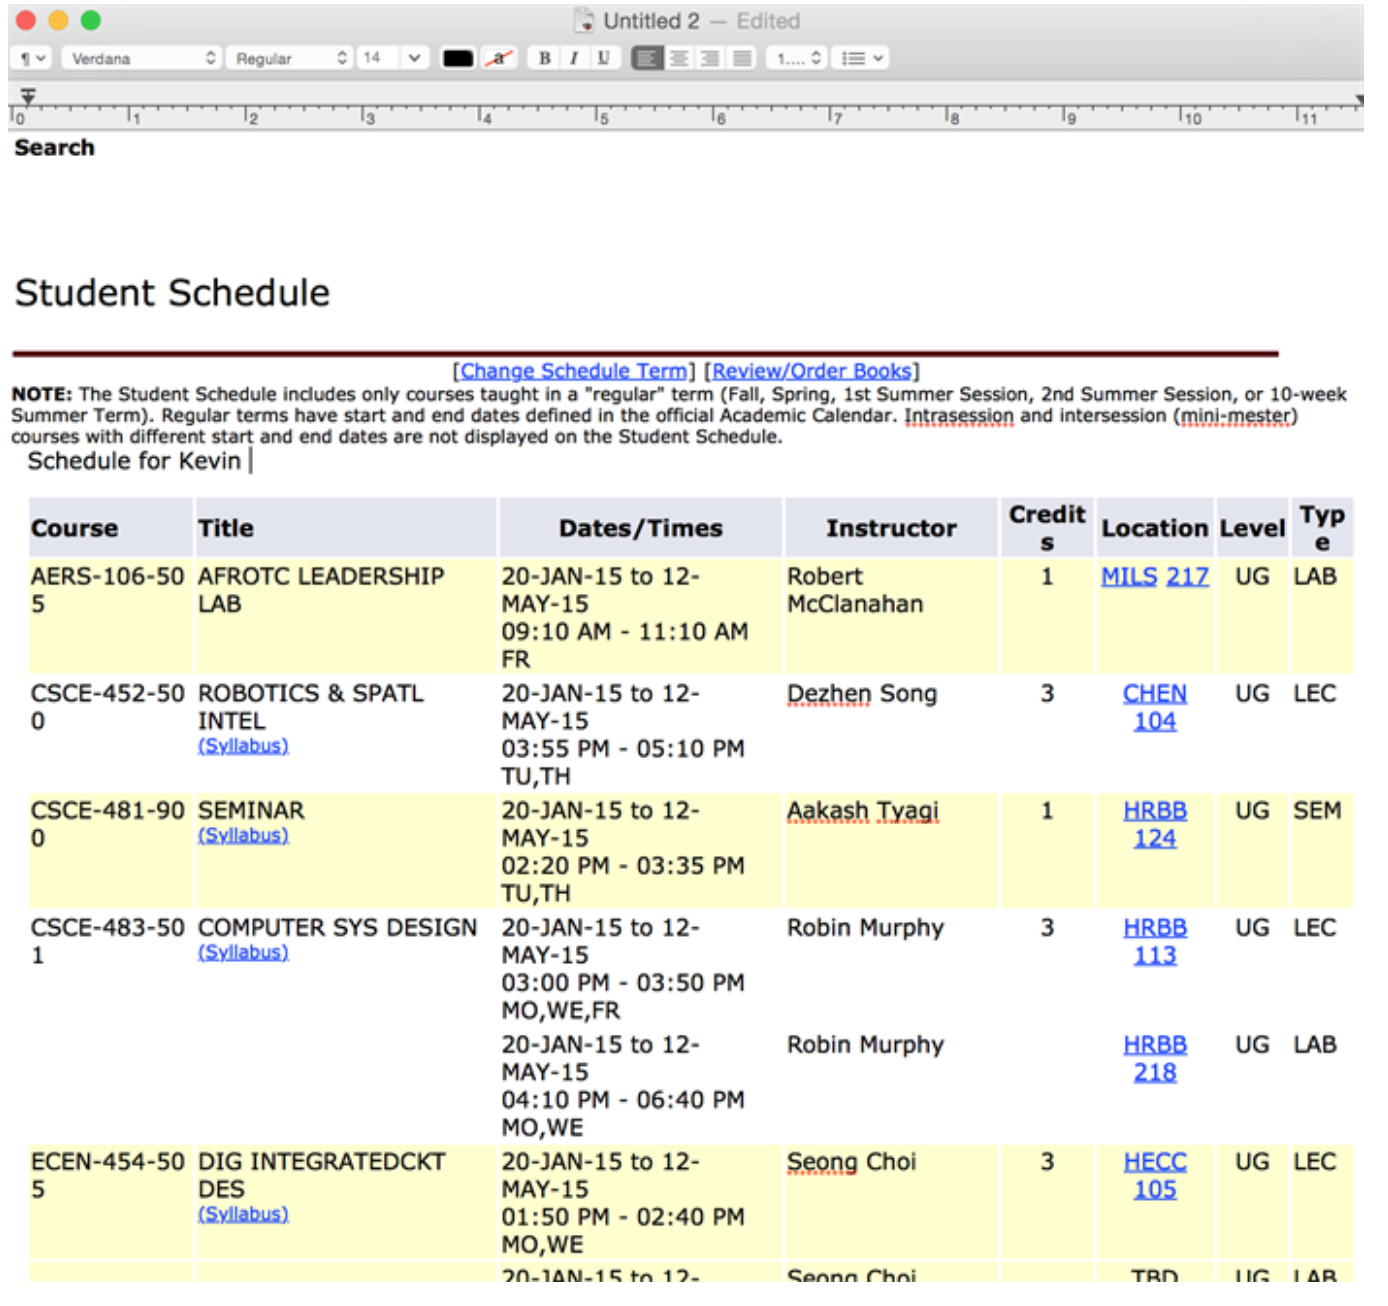 Untitled 2 — Edited
¶ Verdana Regular 14 a B I U 1....
0 1 2 3 4 5 6 7 8 9 10 11
Search
Student Schedule
[Change Schedule Term] [Review/Order Books]
NOTE: The Student Schedule includes only courses taught in a "regular" term (Fall, Spring, 1st Summer Session, 2nd Summer Session, or 10-week
Summer Term). Regular terms have start and end dates defined in the official Academic Calendar. Intrasession and intersession (mini-mester)
courses with different start and end dates are not displayed on the Student Schedule.
Schedule for Kevin
Course Title Dates/Times Instructor Credit Location Level Typ
s e
AERS-106-50 AFROTC LEADERSHIP 20-JAN-15 to 12- Robert 1 MILS 217 UG LAB
5 LAB MAY-15 McClanahan
09:10 AM - 11:10 AM
FR
CSCE-452-50 ROBOTICS & SPATL 20-JAN-15 to 12- Dezhen Song 3 CHEN UG LEC
0 INTEL MAY-15 104
(Syllabus) 03:55 PM - 05:10 PM
TU,TH
CSCE-481-90 SEMINAR 20-JAN-15 to 12- Aakash Tyagi 1 HRBB UG SEM
0 (Syllabus) MAY-15 124
02:20 PM - 03:35 PM
TU,TH
CSCE-483-50 COMPUTER SYS DESIGN 20-JAN-15 to 12- Robin Murphy 3 HRBB UG LEC
1 (Syllabus) MAY-15 113
03:00 PM - 03:50 PM
MO,WE,FR
20-JAN-15 to 12- Robin Murphy HRBB UG LAB
MAY-15 218
04:10 PM - 06:40 PM
MO,WE
ECEN-454-50 DIG INTEGRATEDCKT 20-JAN-15 to 12- Seong Choi 3 HECC UG LEC
5 DES MAY-15 105
(Syllabus) 01:50 PM - 02:40 PM
MO,WE
20-JAN-15 to 12- Seong Choi TBD UG LAB